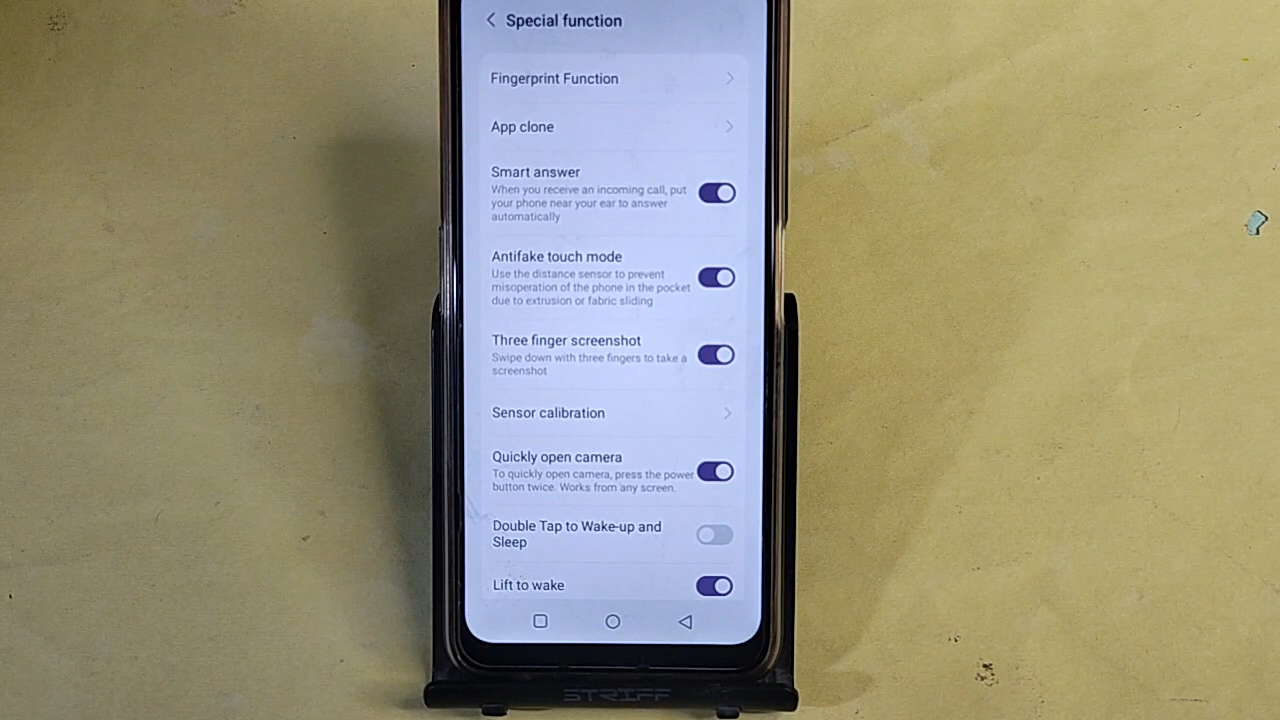 Special function
Fingerprint Function
App clone
Smart answer
When you receive an incoming call, put
your phone near your ear to answer
automatically
Antifake touch mode
Use the distance sensor to prevent
misoperation of the phone in the pocket
due to extrusion or fabric sliding
Three finger screenshot
Swipe down with three fingers to take a
screenshot
Sensor calibration
Quickly open camera
To quickly open camera, press the power
button twice. Works from any screen.
Double Tap to Wake-up and
Sleep
Lift to wake
STRIFF